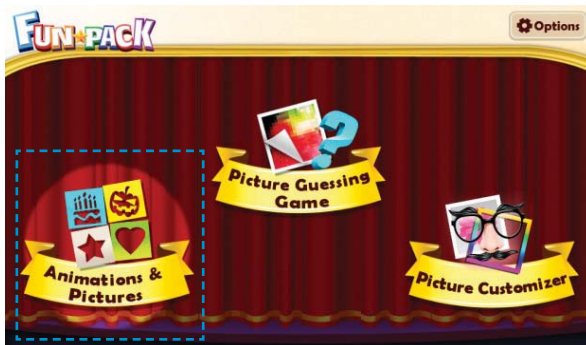 FUN★PACK
Options
Picture Guessing
Game
Animations &
Pictures
Picture Customizer